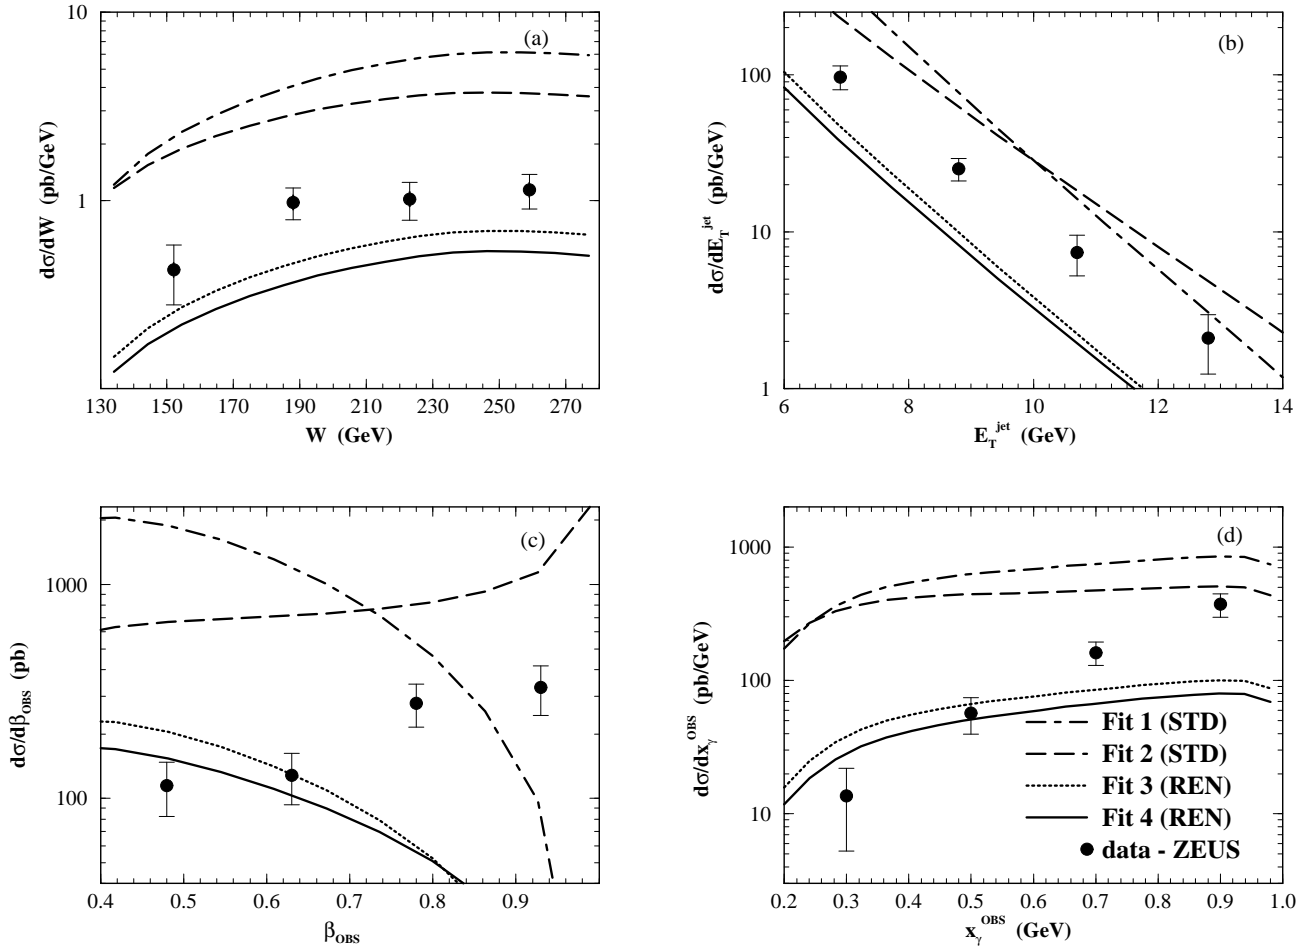 (a)
10
1
dσ/dW (pb/GeV)
130 150 170 190 210 230 250 270
W (GeV)
(b)
100
10
1
dσ/dE_T^jet (pb/GeV)
6 8 10 12 14
E_T^jet (GeV)
(c)
1000
100
dσ/dβ_OBS (pb)
0.4 0.5 0.6 0.7 0.8 0.9
β_OBS
(d)
1000
100
10
dσ/dx_γ^OBS (pb/GeV)
Fit 1 (STD)
Fit 2 (STD)
Fit 3 (REN)
Fit 4 (REN)
data - ZEUS
0.2 0.3 0.4 0.5 0.6 0.7 0.8 0.9 1.0
x_γ^OBS (GeV)